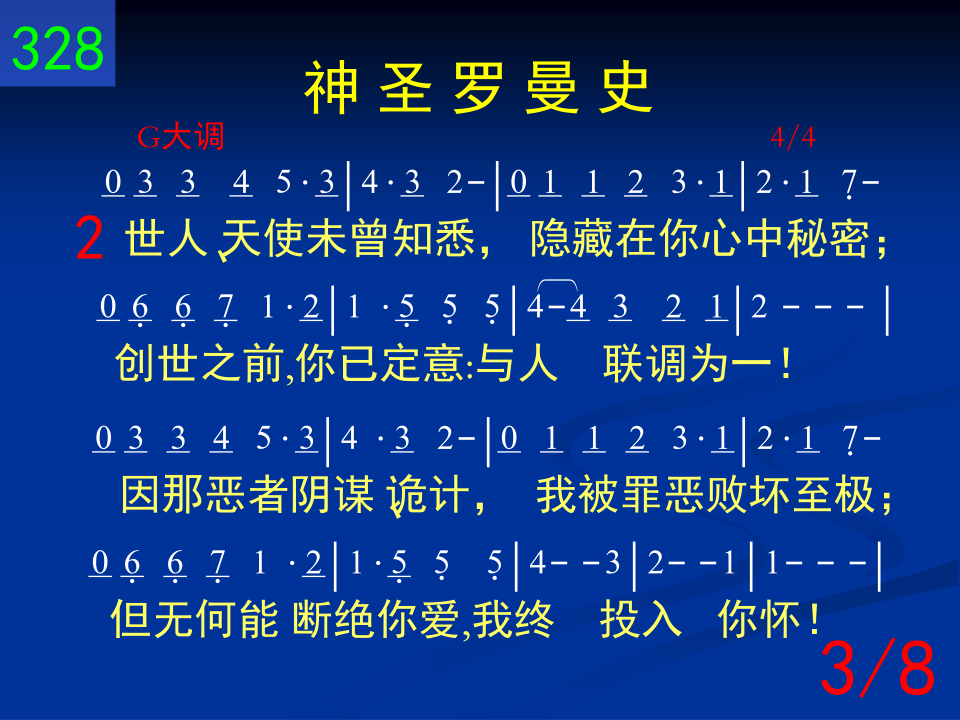 328
神圣罗曼史
G大调 4/4
0 3 3 4 5·3|4·3 2-|0 1 1 2 3·1|2·1 7̣-
2 世人、天使未曾知悉， 隐藏在你心中秘密；
0 6̣ 6̣ 7̣ 1·2|1·5̣ 5̣ 5̣|4-4 3 2 1|2 - - -|
创世之前,你已定意:与人 联调为一！
0 3 3 4 5·3|4·3 2-|0 1 1 2 3·1|2·1 7̣-
因那恶者阴谋、诡计， 我被罪恶败坏至极；
0 6̣ 6̣ 7̣ 1·2|1·5̣ 5̣ 5̣|4--3|2--1|1---|
但无何能 断绝你爱,我终 投入 你怀！
3/8